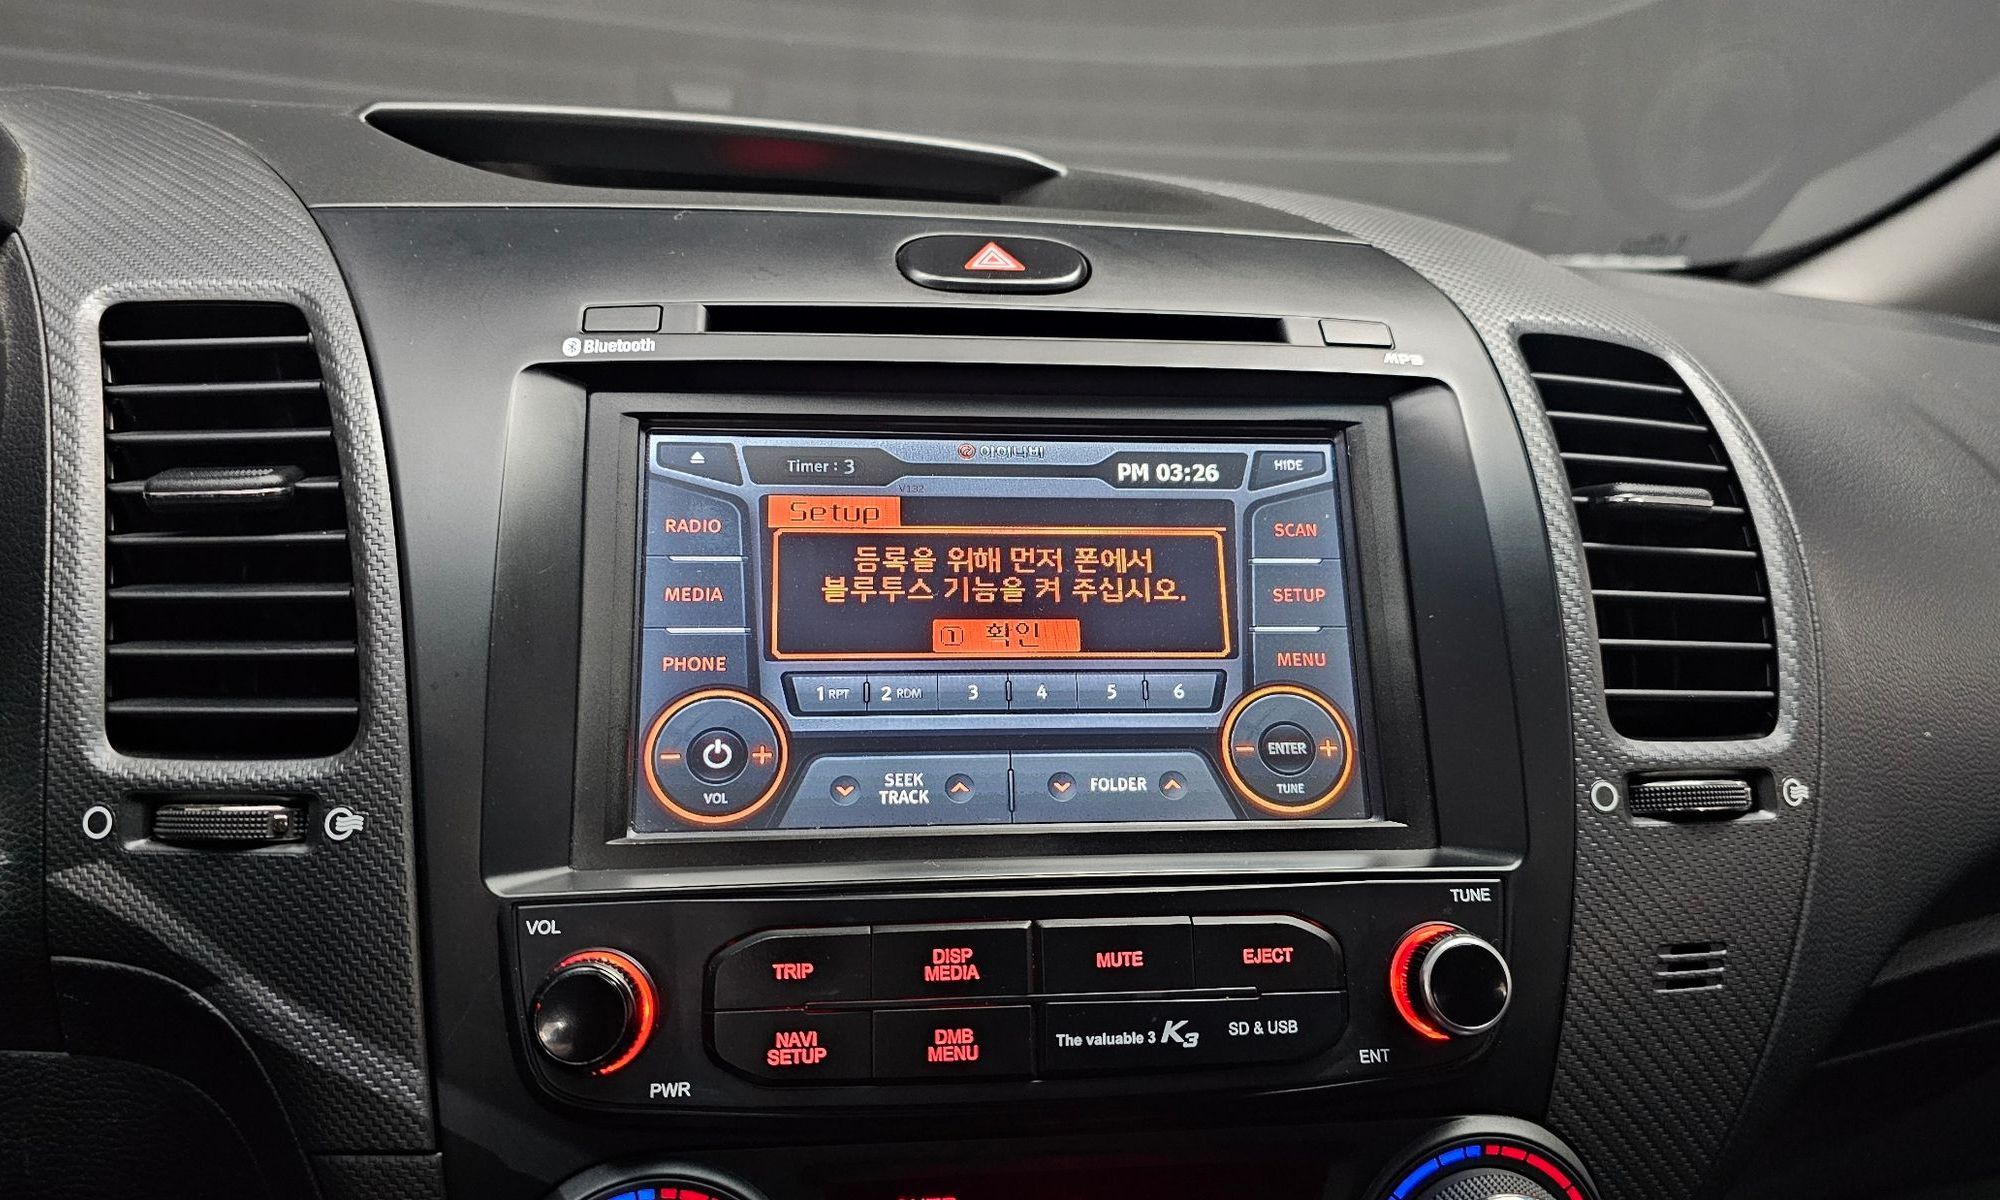 Bluetooth
MP3
아이나비
Timer : 3
PM 03:26
HIDE
V132
Setup
RADIO
SCAN
등록을 위해 먼저 폰에서
블루투스 기능을 켜 주십시오.
MEDIA
SETUP
① 확인
PHONE
MENU
1 RPT
2 RDM
3
4
5
6
VOL
SEEK
TRACK
FOLDER
ENTER
TUNE
VOL
TUNE
TRIP
DISP
MEDIA
MUTE
EJECT
NAVI
SETUP
DMB
MENU
The valuable 3 K3
SD & USB
PWR
ENT